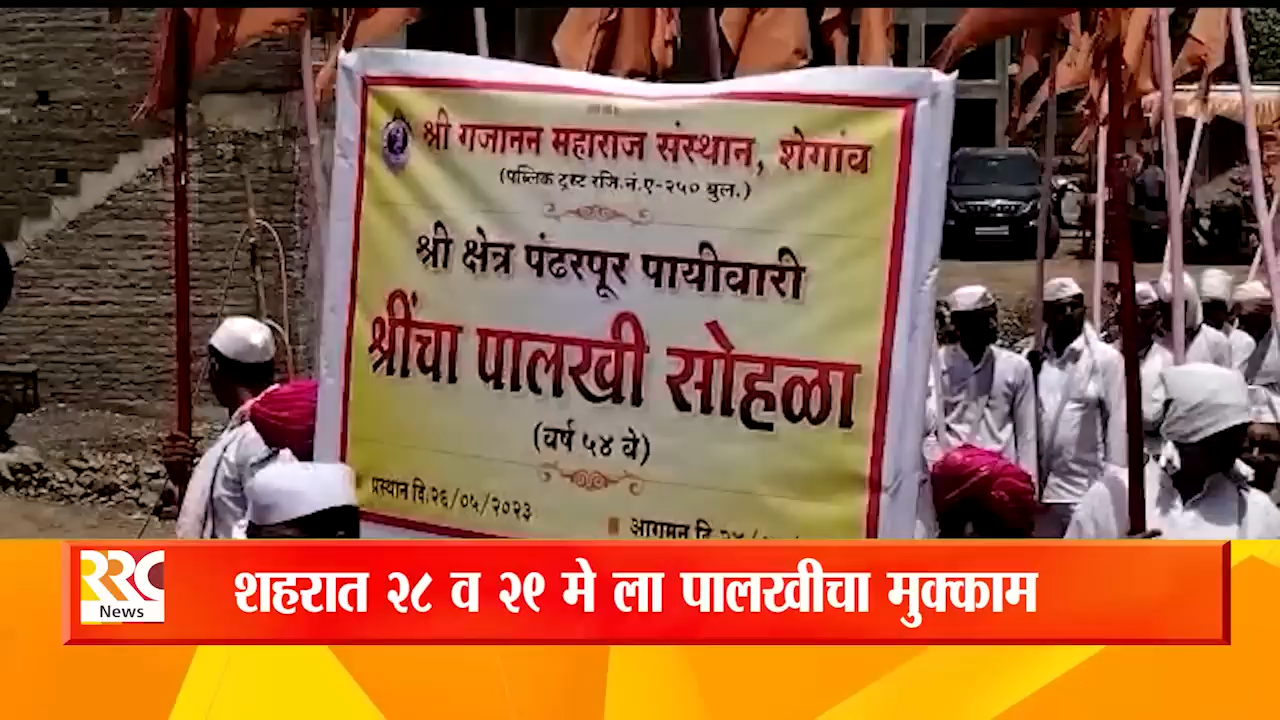 श्री गजानन महाराज संस्थान, शेगांव
(पब्लिक ट्रस्ट रजि.नं.ए-२५० बुल.)
श्री क्षेत्र पंढरपूर पायीवारी
श्रींचा पालखी सोहळा
(वर्ष ५४ वे)
प्रस्थान दि.२६/०५/२०२३
आगमन दि.२४/
RRC
News
शहरात २८ व २९ मे ला पालखीचा मुक्काम